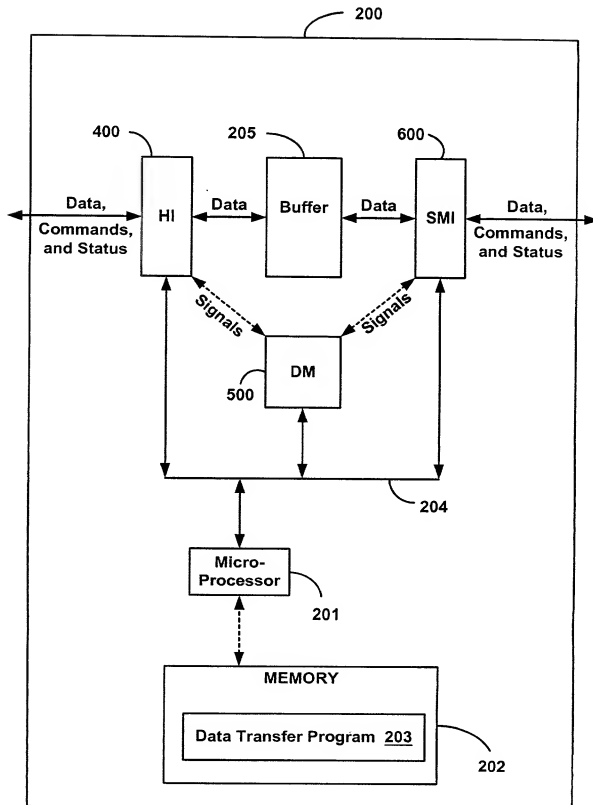 200
400
205
600
HI
Buffer
SMI
Data,
Commands,
and Status
Data
Data
Data,
Commands,
and Status
Signals
Signals
DM
500
204
Micro-
Processor
201
MEMORY
Data Transfer Program 203
202